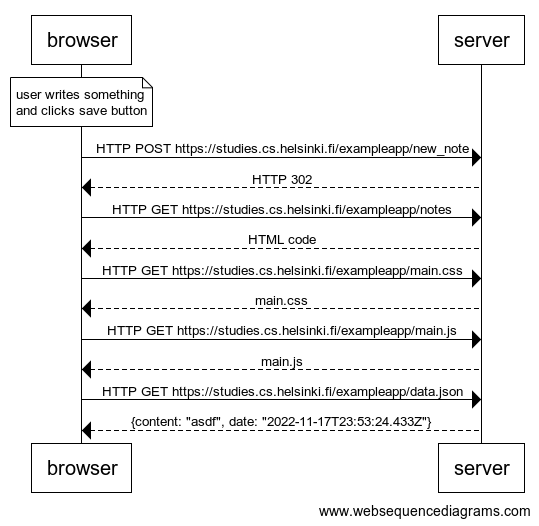 browser server
user writes something
and clicks save button
HTTP POST https://studies.cs.helsinki.fi/exampleapp/new_note
HTTP 302
HTTP GET https://studies.cs.helsinki.fi/exampleapp/notes
HTML code
HTTP GET https://studies.cs.helsinki.fi/exampleapp/main.css
main.css
HTTP GET https://studies.cs.helsinki.fi/exampleapp/main.js
main.js
HTTP GET https://studies.cs.helsinki.fi/exampleapp/data.json
{content: "asdf", date: "2022-11-17T23:53:24.433Z"}
browser server
www.websequencediagrams.com